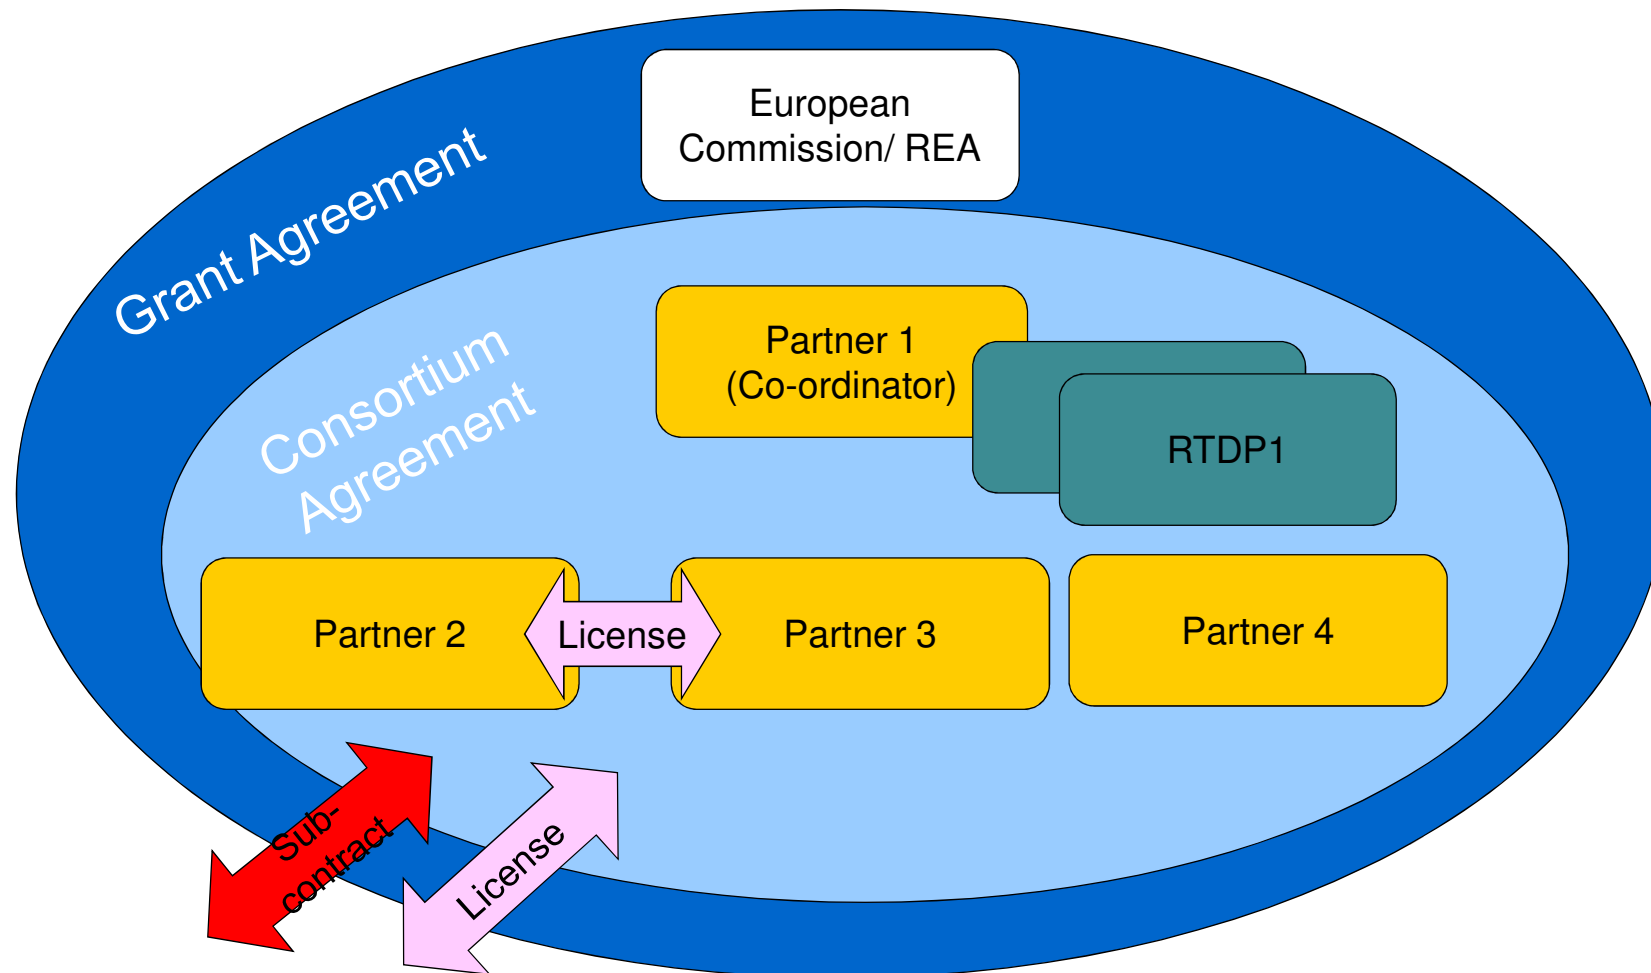 European
Commission/ REA
Grant Agreement
Consortium
Agreement
Partner 1
(Co-ordinator)
RTDP1
Partner 2
License
Partner 3
Partner 4
Sub-
contract
License